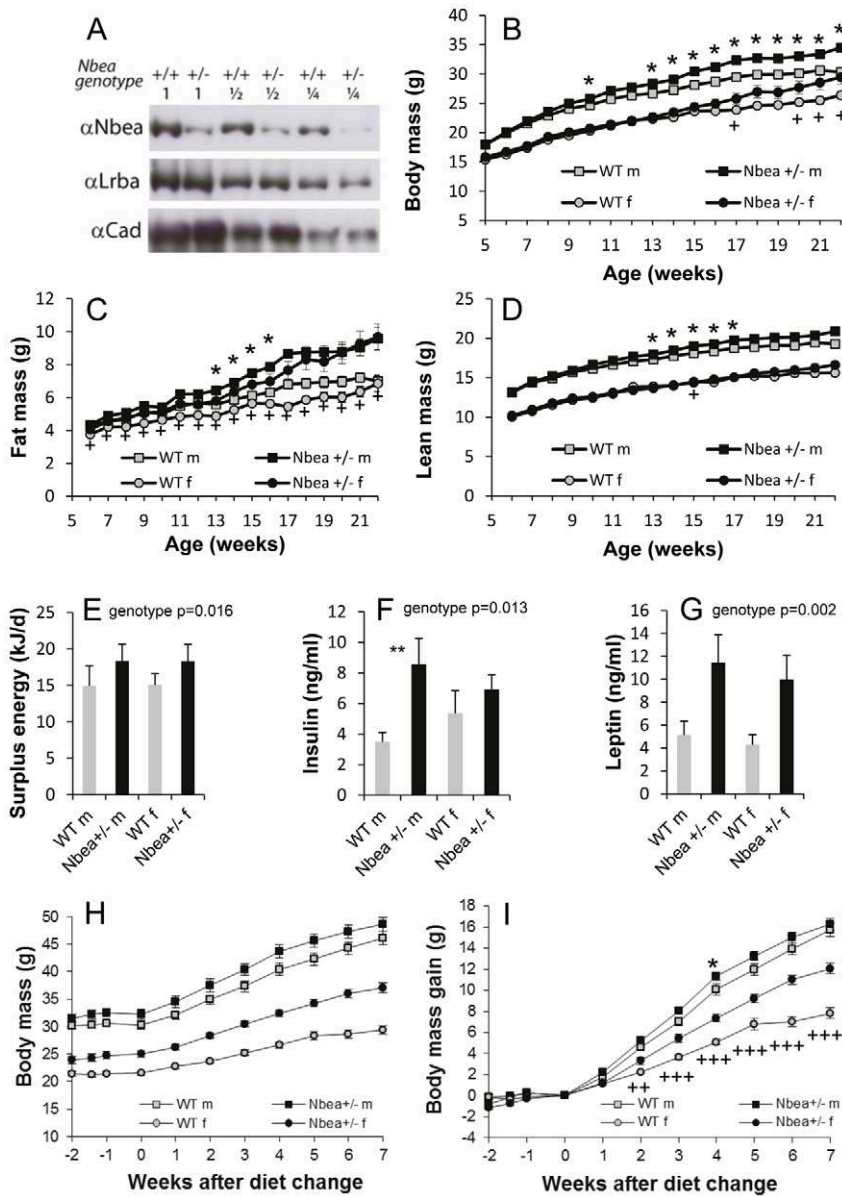 A
Nbea genotype
+/+ +/- +/+ +/- +/+ +/-
1 1 ½ ½ ¼ ¼
αNbea
αLrba
αCad
B
Body mass (g)
40
35
30
25
20
15
10
5
* * * * * * * * * * *
+ + + +
WT m Nbea +/- m
WT f Nbea +/- f
5 7 9 11 13 15 17 19 21
Age (weeks)
C
Fat mass (g)
12
10
8
6
4
2
0
* * * *
+ + + + + + + + + + + + + + + + +
WT m Nbea +/- m
WT f Nbea +/- f
5 7 9 11 13 15 17 19 21
Age (weeks)
D
Lean mass (g)
25
20
15
10
5
0
* * * * *
+
WT m Nbea +/- m
WT f Nbea +/- f
5 7 9 11 13 15 17 19 21
Age (weeks)
E
genotype p=0.016
Surplus energy (kJ/d)
25
20
15
10
5
0
WT m
Nbea+/- m
WT f
Nbea+/- f
F
genotype p=0.013
Insulin (ng/ml)
12
10
8
6
4
2
0
**
WT m
Nbea +/- m
WT f
Nbea+/- f
G
genotype p=0.002
Leptin (ng/ml)
16
14
12
10
8
6
4
2
0
WT m
Nbea +/- m
WT f
Nbea+/- f
H
Body mass (g)
50
45
40
35
30
25
20
15
10
WT m Nbea+/- m
WT f Nbea+/- f
-2 -1 0 1 2 3 4 5 6 7
Weeks after diet change
I
Body mass gain (g)
18
16
14
12
10
8
6
4
2
0
-2
-4
*
++ +++ +++ +++ +++ +++
WT m Nbea+/- m
WT f Nbea+/- f
-2 -1 0 1 2 3 4 5 6 7
Weeks after diet change